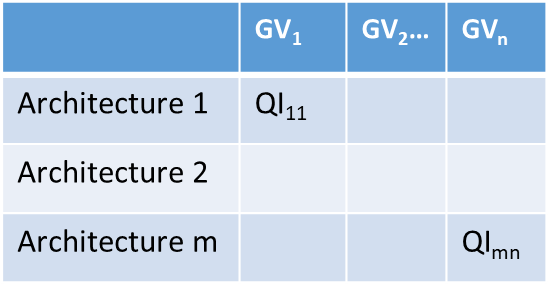 GV₁ GV₂... GVₙ
Architecture 1 QI₁₁
Architecture 2
Architecture m QIₘₙ